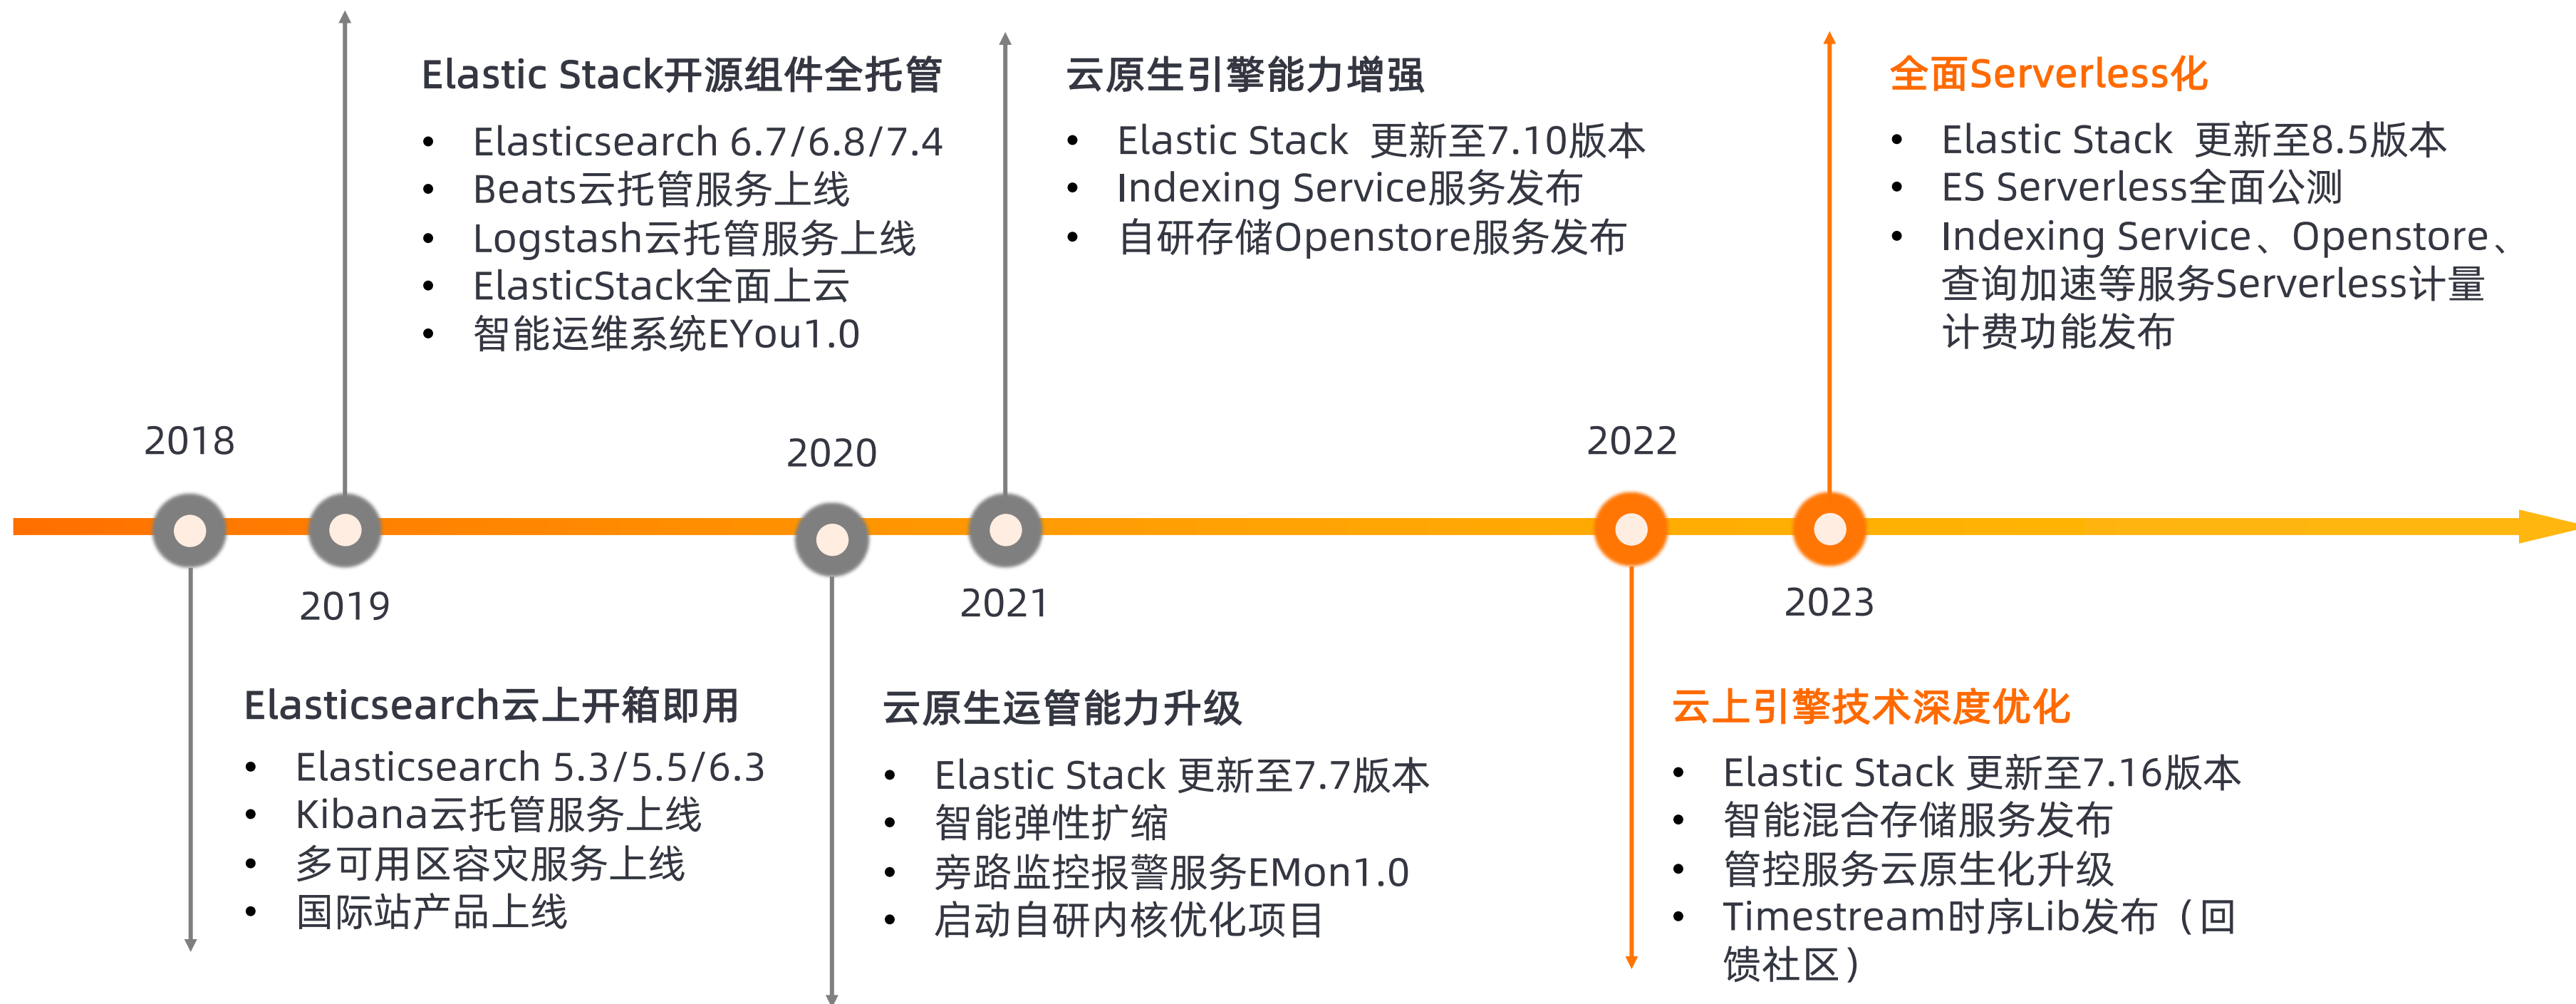 Elastic Stack开源组件全托管
• Elasticsearch 6.7/6.8/7.4
• Beats云托管服务上线
• Logstash云托管服务上线
• ElasticStack全面上云
• 智能运维系统EYou1.0
云原生引擎能力增强
• Elastic Stack 更新至7.10版本
• Indexing Service服务发布
• 自研存储Openstore服务发布
全面Serverless化
• Elastic Stack 更新至8.5版本
• ES Serverless全面公测
• Indexing Service、Openstore、
查询加速等服务Serverless计量
计费功能发布
2018
2019
2020
2021
2022
2023
Elasticsearch云上开箱即用
• Elasticsearch 5.3/5.5/6.3
• Kibana云托管服务上线
• 多可用区容灾服务上线
• 国际站产品上线
云原生运管能力升级
• Elastic Stack 更新至7.7版本
• 智能弹性扩缩
• 旁路监控报警服务EMon1.0
• 启动自研内核优化项目
云上引擎技术深度优化
• Elastic Stack 更新至7.16版本
• 智能混合存储服务发布
• 管控服务云原生化升级
• Timestream时序Lib发布（回
馈社区）